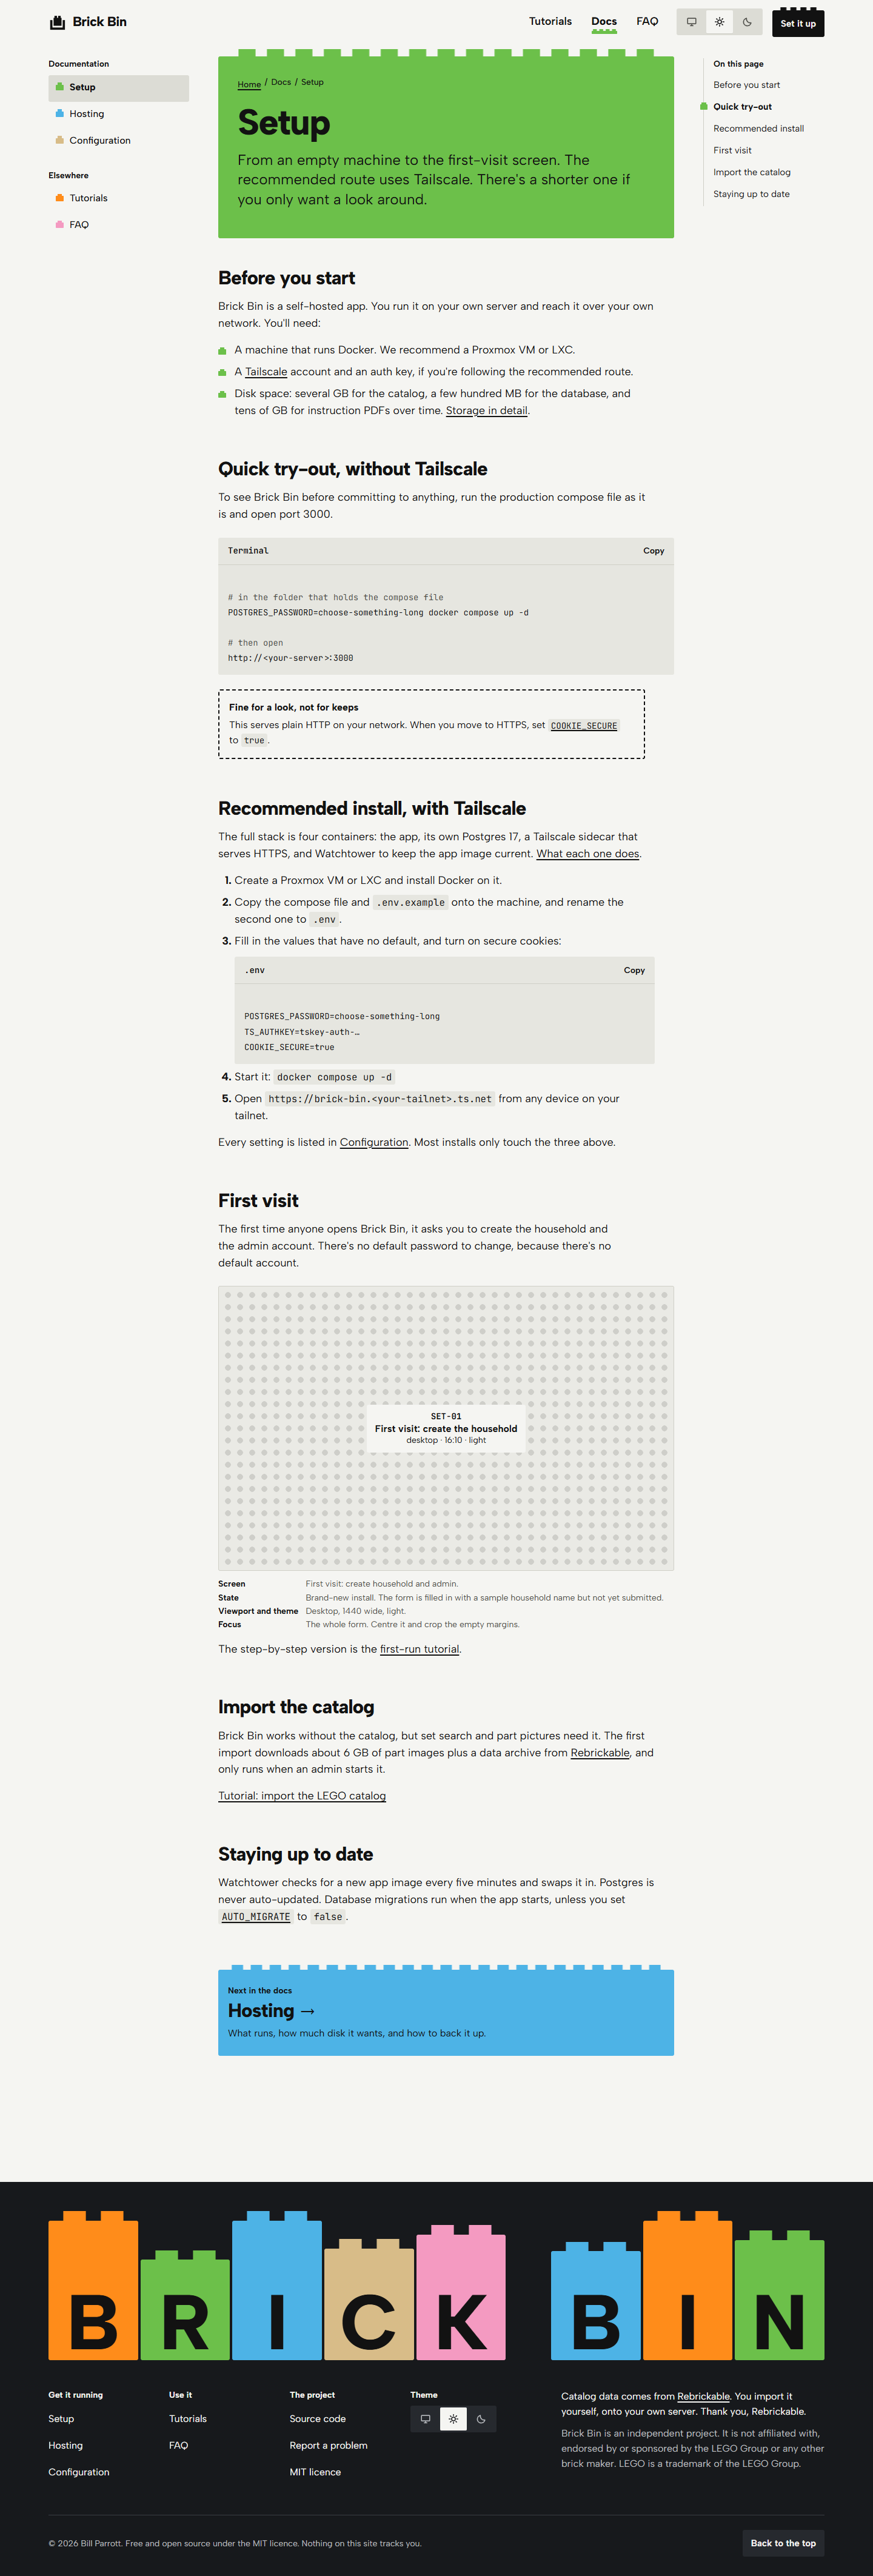 Brick Bin
Tutorials
Docs
FAQ
Set it up
Documentation
Setup
Hosting
Configuration
Elsewhere
Tutorials
FAQ
Home / Docs / Setup
Setup
From an empty machine to the first-visit screen. The
recommended route uses Tailscale. There's a shorter one if
you only want a look around.
On this page
Before you start
Quick try-out
Recommended install
First visit
Import the catalog
Staying up to date
Before you start
Brick Bin is a self-hosted app. You run it on your own server and reach it over your own
network. You'll need:
A machine that runs Docker. We recommend a Proxmox VM or LXC.
A Tailscale account and an auth key, if you're following the recommended route.
Disk space: several GB for the catalog, a few hundred MB for the database, and
tens of GB for instruction PDFs over time. Storage in detail.
Quick try-out, without Tailscale
To see Brick Bin before committing to anything, run the production compose file as it
is and open port 3000.
Terminal
Copy
# in the folder that holds the compose file
POSTGRES_PASSWORD=choose-something-long docker compose up -d
# then open
http://<your-server>:3000
Fine for a look, not for keeps
This serves plain HTTP on your network. When you move to HTTPS, set COOKIE_SECURE
to true.
Recommended install, with Tailscale
The full stack is four containers: the app, its own Postgres 17, a Tailscale sidecar that
serves HTTPS, and Watchtower to keep the app image current. What each one does.
1. Create a Proxmox VM or LXC and install Docker on it.
2. Copy the compose file and .env.example onto the machine, and rename the
second one to .env.
3. Fill in the values that have no default, and turn on secure cookies:
.env
Copy
POSTGRES_PASSWORD=choose-something-long
TS_AUTHKEY=tskey-auth-…
COOKIE_SECURE=true
4. Start it: docker compose up -d
5. Open https://brick-bin.<your-tailnet>.ts.net from any device on your
tailnet.
Every setting is listed in Configuration. Most installs only touch the three above.
First visit
The first time anyone opens Brick Bin, it asks you to create the household and
the admin account. There's no default password to change, because there's no
default account.
SET-01
First visit: create the household
desktop · 16:10 · light
Screen First visit: create household and admin.
State Brand-new install. The form is filled in with a sample household name but not yet submitted.
Viewport and theme Desktop, 1440 wide, light.
Focus The whole form. Centre it and crop the empty margins.
The step-by-step version is the first-run tutorial.
Import the catalog
Brick Bin works without the catalog, but set search and part pictures need it. The first
import downloads about 6 GB of part images plus a data archive from Rebrickable, and
only runs when an admin starts it.
Tutorial: import the LEGO catalog
Staying up to date
Watchtower checks for a new app image every five minutes and swaps it in. Postgres is
never auto-updated. Database migrations run when the app starts, unless you set
AUTO_MIGRATE to false.
Next in the docs
Hosting →
What runs, how much disk it wants, and how to back it up.
BRICK BIN
Get it running
Setup
Hosting
Configuration
Use it
Tutorials
FAQ
The project
Source code
Report a problem
MIT licence
Theme
Catalog data comes from Rebrickable. You import it
yourself, onto your own server. Thank you, Rebrickable.
Brick Bin is an independent project. It is not affiliated with,
endorsed by or sponsored by the LEGO Group or any other
brick maker. LEGO is a trademark of the LEGO Group.
© 2026 Bill Parrott. Free and open source under the MIT licence. Nothing on this site tracks you.
Back to the top